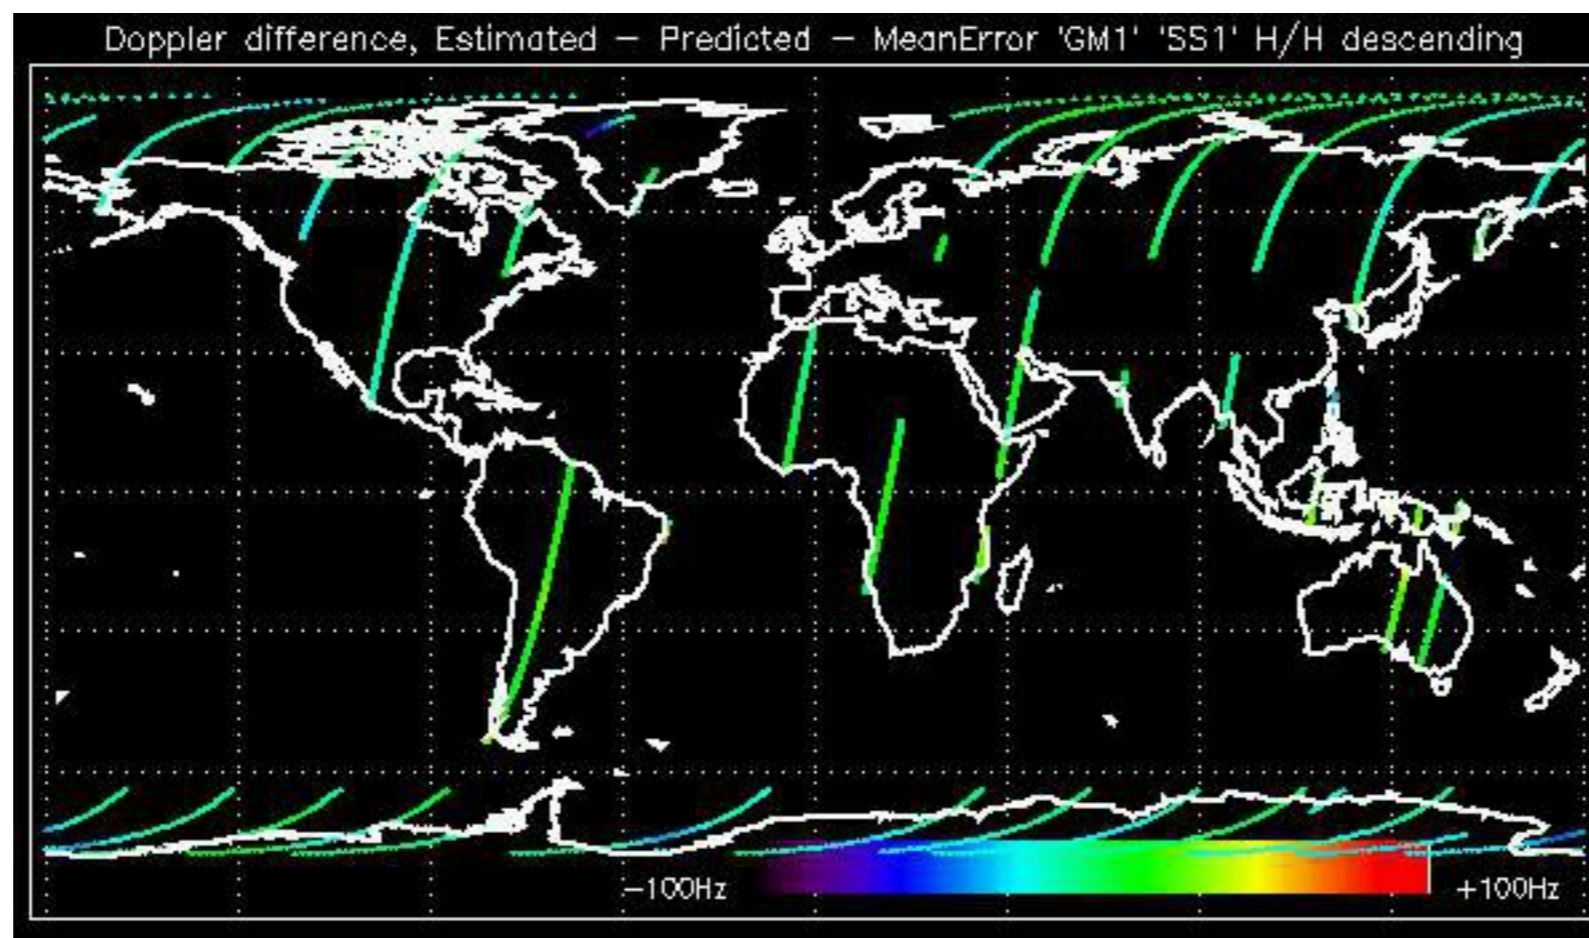 Doppler difference, Estimated - Predicted - MeanError 'GM1' 'SS1' H/H descending
-100Hz
+100Hz